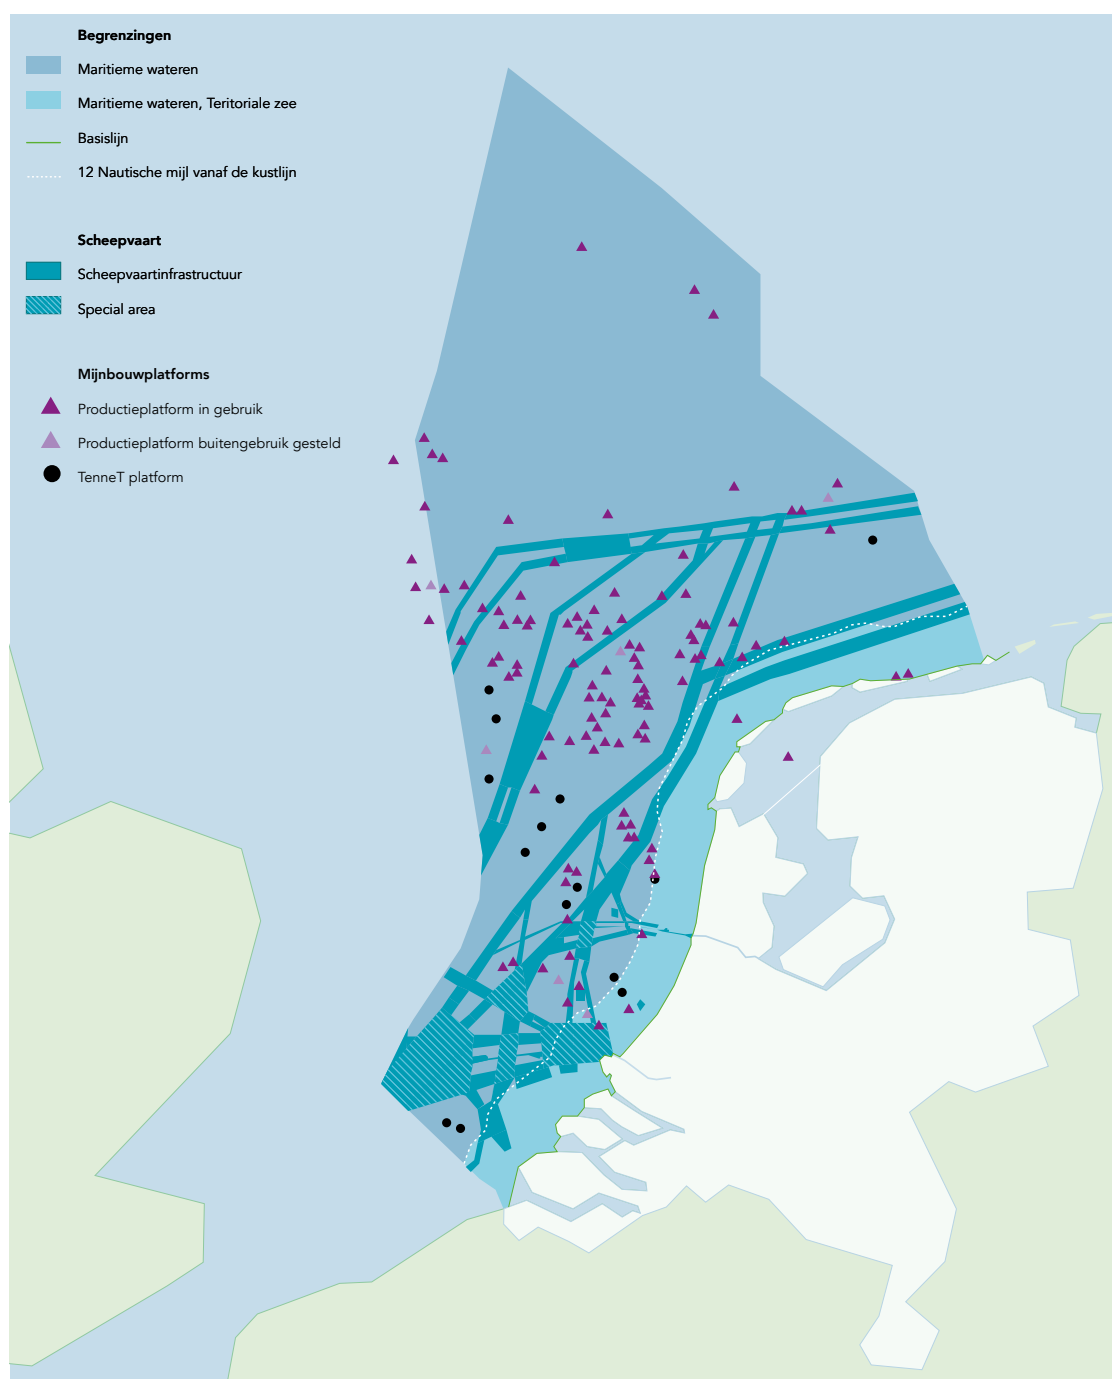 Begrenzingen
Maritieme wateren
Maritieme wateren, Teritoriale zee
Basislijn
12 Nautische mijl vanaf de kustlijn
Scheepvaart
Scheepvaartinfrastructuur
Special area
Mijnbouwplatforms
Productieplatform in gebruik
Productieplatform buitengebruik gesteld
TenneT platform